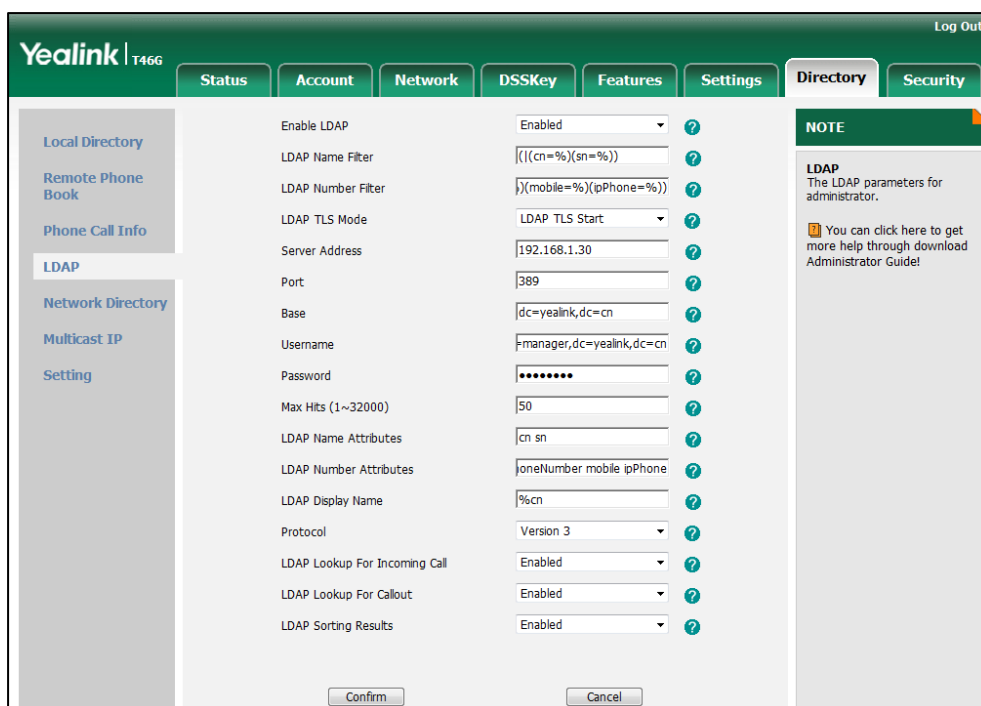 Log Out
Yealink T46G
Status Account Network DSSKey Features Settings Directory Security
Local Directory
Remote Phone
Book
Phone Call Info
LDAP
Network Directory
Multicast IP
Setting
Enable LDAP Enabled ?
LDAP Name Filter (|(cn=%)(sn=%)) ?
LDAP Number Filter )(mobile=%)(ipPhone=%)) ?
LDAP TLS Mode LDAP TLS Start ?
Server Address 192.168.1.30 ?
Port 389 ?
Base dc=yealink,dc=cn ?
Username =manager,dc=yealink,dc=cn ?
Password •••••••• ?
Max Hits (1~32000) 50 ?
LDAP Name Attributes cn sn ?
LDAP Number Attributes oneNumber mobile ipPhone ?
LDAP Display Name %cn ?
Protocol Version 3 ?
LDAP Lookup For Incoming Call Enabled ?
LDAP Lookup For Callout Enabled ?
LDAP Sorting Results Enabled ?
Confirm Cancel
NOTE
LDAP
The LDAP parameters for
administrator.
You can click here to get
more help through download
Administrator Guide!